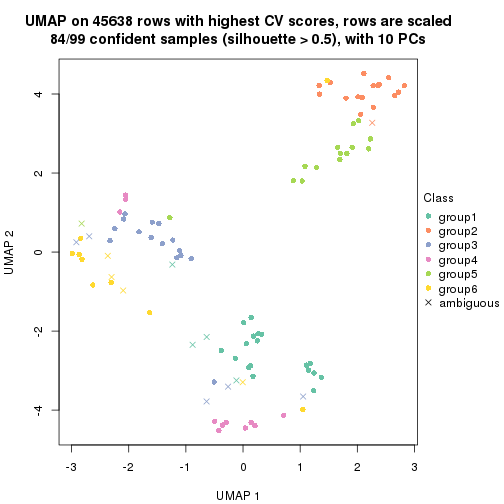 UMAP on 45638 rows with highest CV scores, rows are scaled
84/99 confident samples (silhouette > 0.5), with 10 PCs
4
2
0
-2
-4
UMAP 2
-3
-2
-1
0
1
2
3
UMAP 1
Class
group1
group2
group3
group4
group5
group6
ambiguous